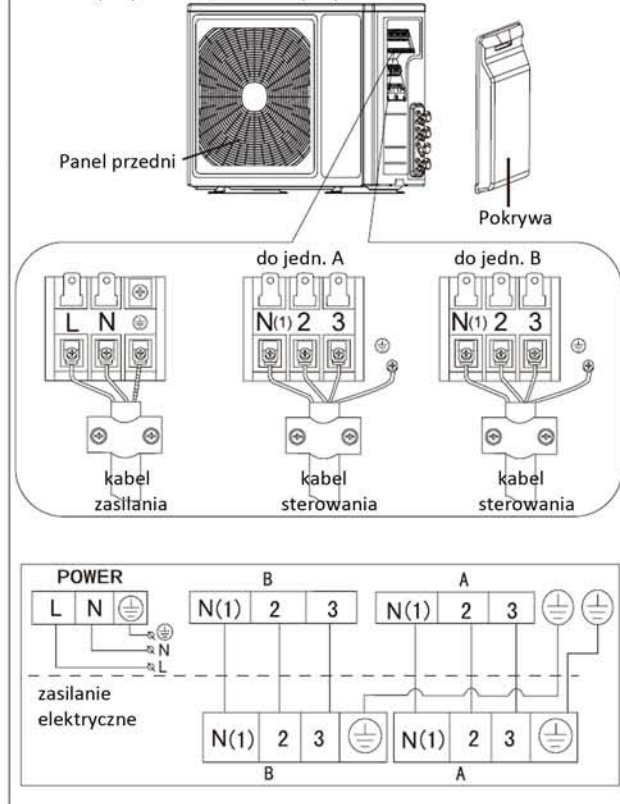 Panel przedni
Pokrywa
do jedn. A
do jedn. B
L N
N(1) 2 3
N(1) 2 3
kabel
zasilania
kabel
sterowania
kabel
sterowania
POWER
B
A
L N
N(1) 2 3
N(1) 2 3
N
L
zasilanie
elektryczne
N(1) 2 3
N(1) 2 3
B
A